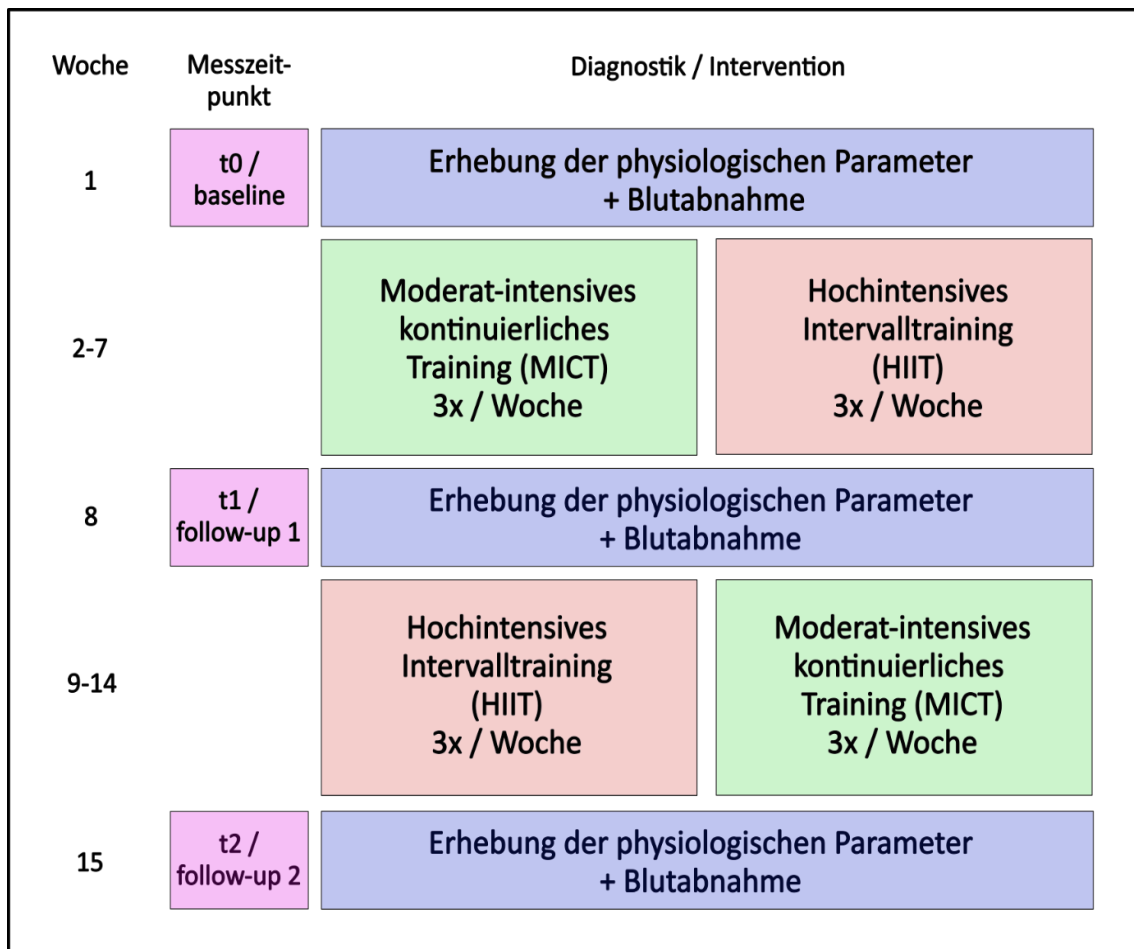 Woche
Messzeit-
punkt
Diagnostik / Intervention
1
t0 /
baseline
Erhebung der physiologischen Parameter
+ Blutabnahme
2-7
Moderat-intensives
kontinuierliches
Training (MICT)
3x / Woche
Hochintensives
Intervalltraining
(HIIT)
3x / Woche
8
t1 /
follow-up 1
Erhebung der physiologischen Parameter
+ Blutabnahme
9-14
Hochintensives
Intervalltraining
(HIIT)
3x / Woche
Moderat-intensives
kontinuierliches
Training (MICT)
3x / Woche
15
t2 /
follow-up 2
Erhebung der physiologischen Parameter
+ Blutabnahme